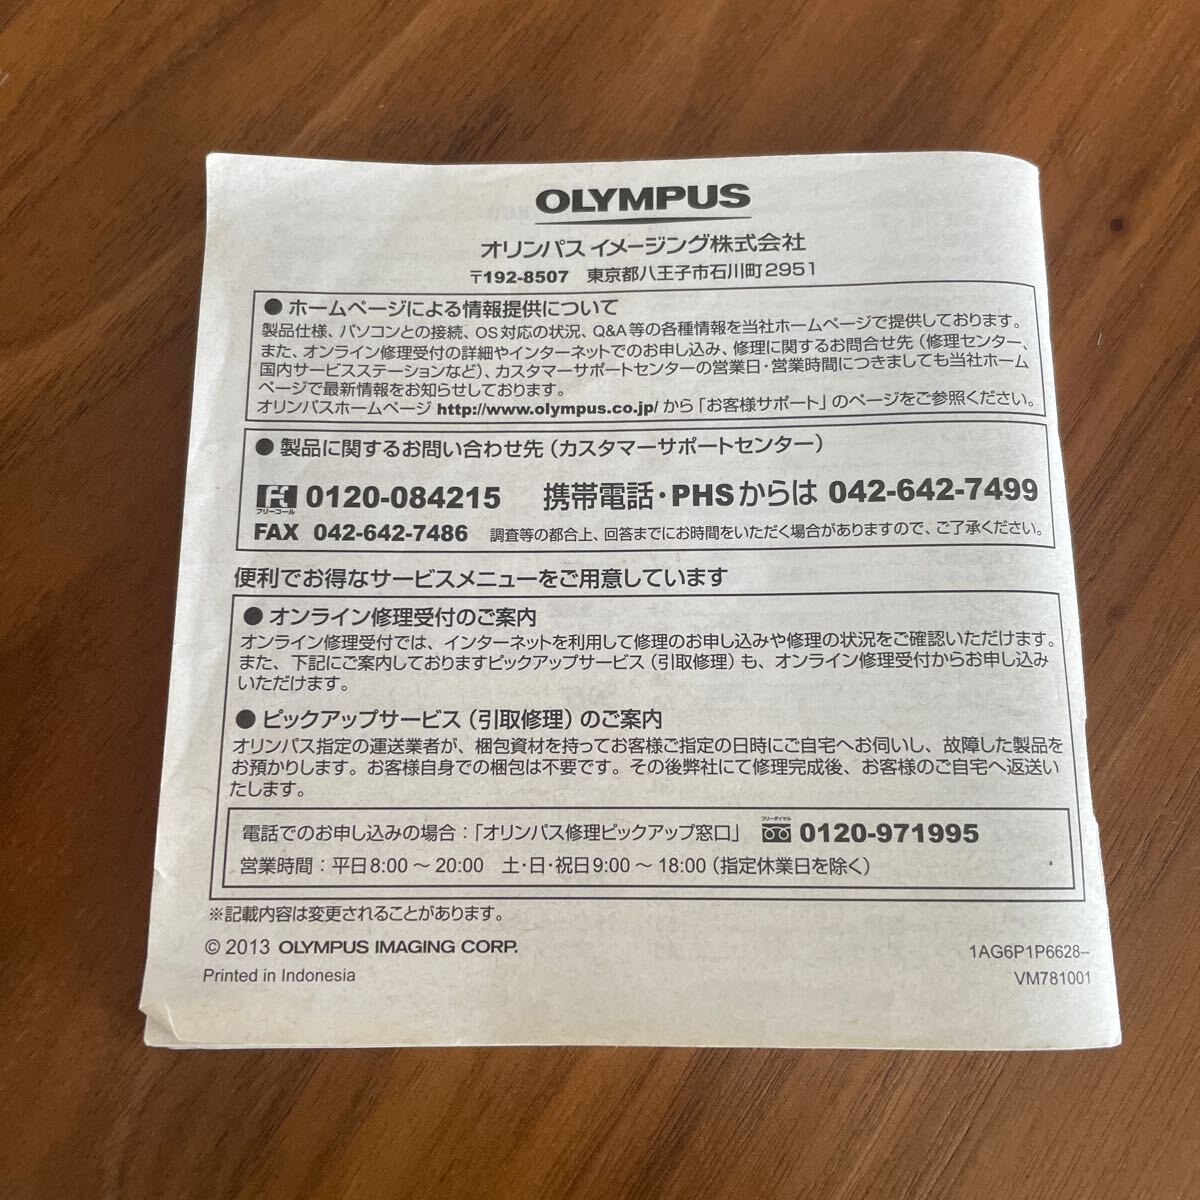 OLYMPUS
オリンパス イメージング株式会社
〒192-8507 東京都八王子市石川町2951
● ホームページによる情報提供について
製品仕様、パソコンとの接続、OS対応の状況、Q&A等の各種情報を当社ホームページで提供しております。
また、オンライン修理受付の詳細やインターネットでのお申し込み、修理に関するお問合せ先（修理センター、
国内サービスステーションなど）、カスタマーサポートセンターの営業日・営業時間につきましても当社ホーム
ページで最新情報をお知らせしております。
オリンパスホームページ http://www.olympus.co.jp/ から「お客様サポート」のページをご参照ください。
● 製品に関するお問い合わせ先（カスタマーサポートセンター）
フリーコール 0120-084215 携帯電話・PHSからは 042-642-7499
FAX 042-642-7486 調査等の都合上、回答までにお時間をいただく場合がありますので、ご了承ください。
便利でお得なサービスメニューをご用意しています
● オンライン修理受付のご案内
オンライン修理受付では、インターネットを利用して修理のお申し込みや修理の状況をご確認いただけます。
また、下記にご案内しておりますピックアップサービス（引取修理）も、オンライン修理受付からお申し込み
いただけます。
● ピックアップサービス（引取修理）のご案内
オリンパス指定の運送業者が、梱包資材を持ってお客様ご指定の日時にご自宅へお伺いし、故障した製品を
お預かりします。お客様自身での梱包は不要です。その後弊社にて修理完成後、お客様のご自宅へ返送い
たします。
電話でのお申し込みの場合：「オリンパス修理ピックアップ窓口」 フリーダイヤル 0120-971995
営業時間：平日8:00 ～ 20:00 土・日・祝日9:00 ～ 18:00（指定休業日を除く）
※記載内容は変更されることがあります。
© 2013 OLYMPUS IMAGING CORP.
Printed in Indonesia
1AG6P1P6628--
VM781001